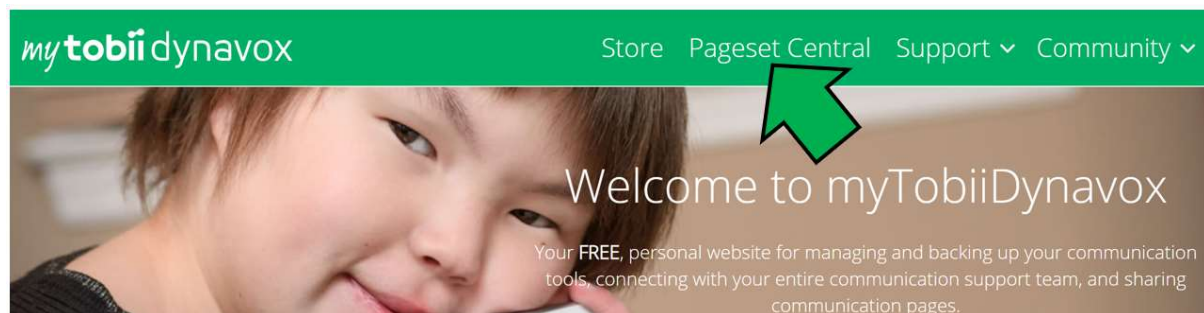 my tobii dynavox
Store Pageset Central Support Community
Welcome to myTobiiDynavox
Your FREE, personal website for managing and backing up your communication
tools, connecting with your entire communication support team, and sharing
communication pages.